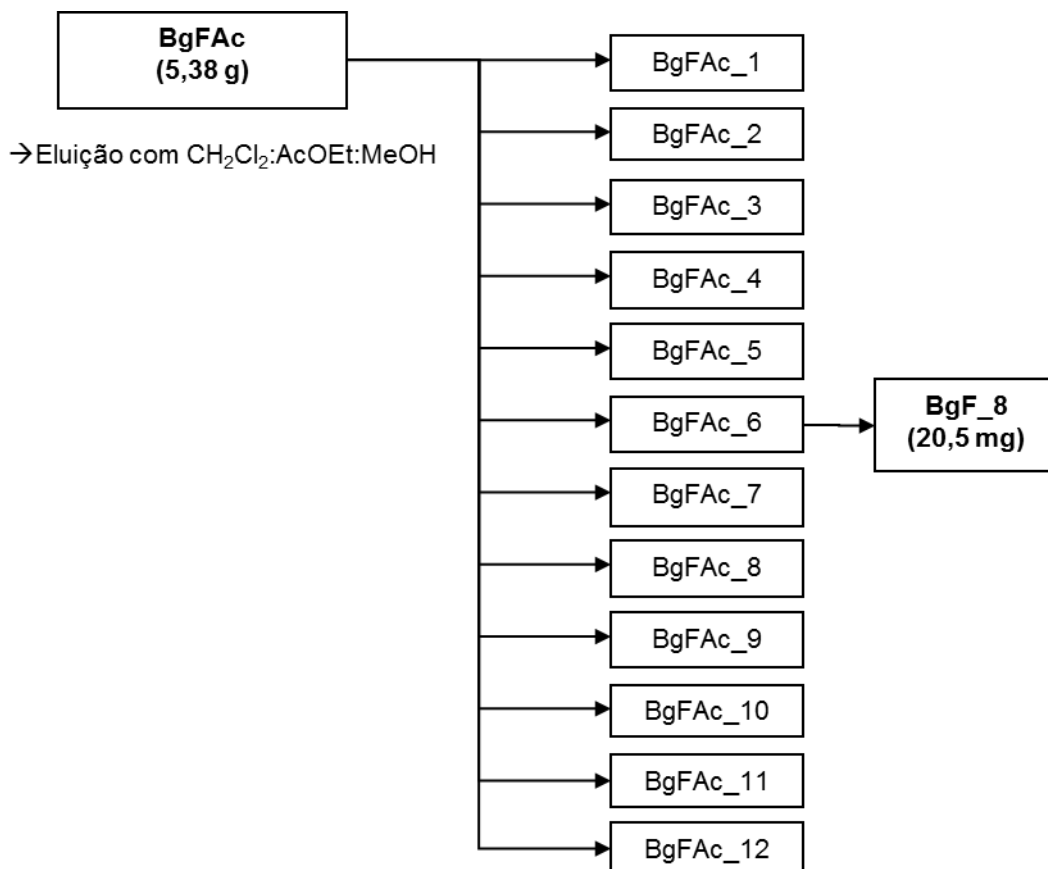 BgFAc
(5,38 g)
→Eluição com CH₂Cl₂:AcOEt:MeOH
BgFAc_1
BgFAc_2
BgFAc_3
BgFAc_4
BgFAc_5
BgFAc_6
BgF_8
(20,5 mg)
BgFAc_7
BgFAc_8
BgFAc_9
BgFAc_10
BgFAc_11
BgFAc_12